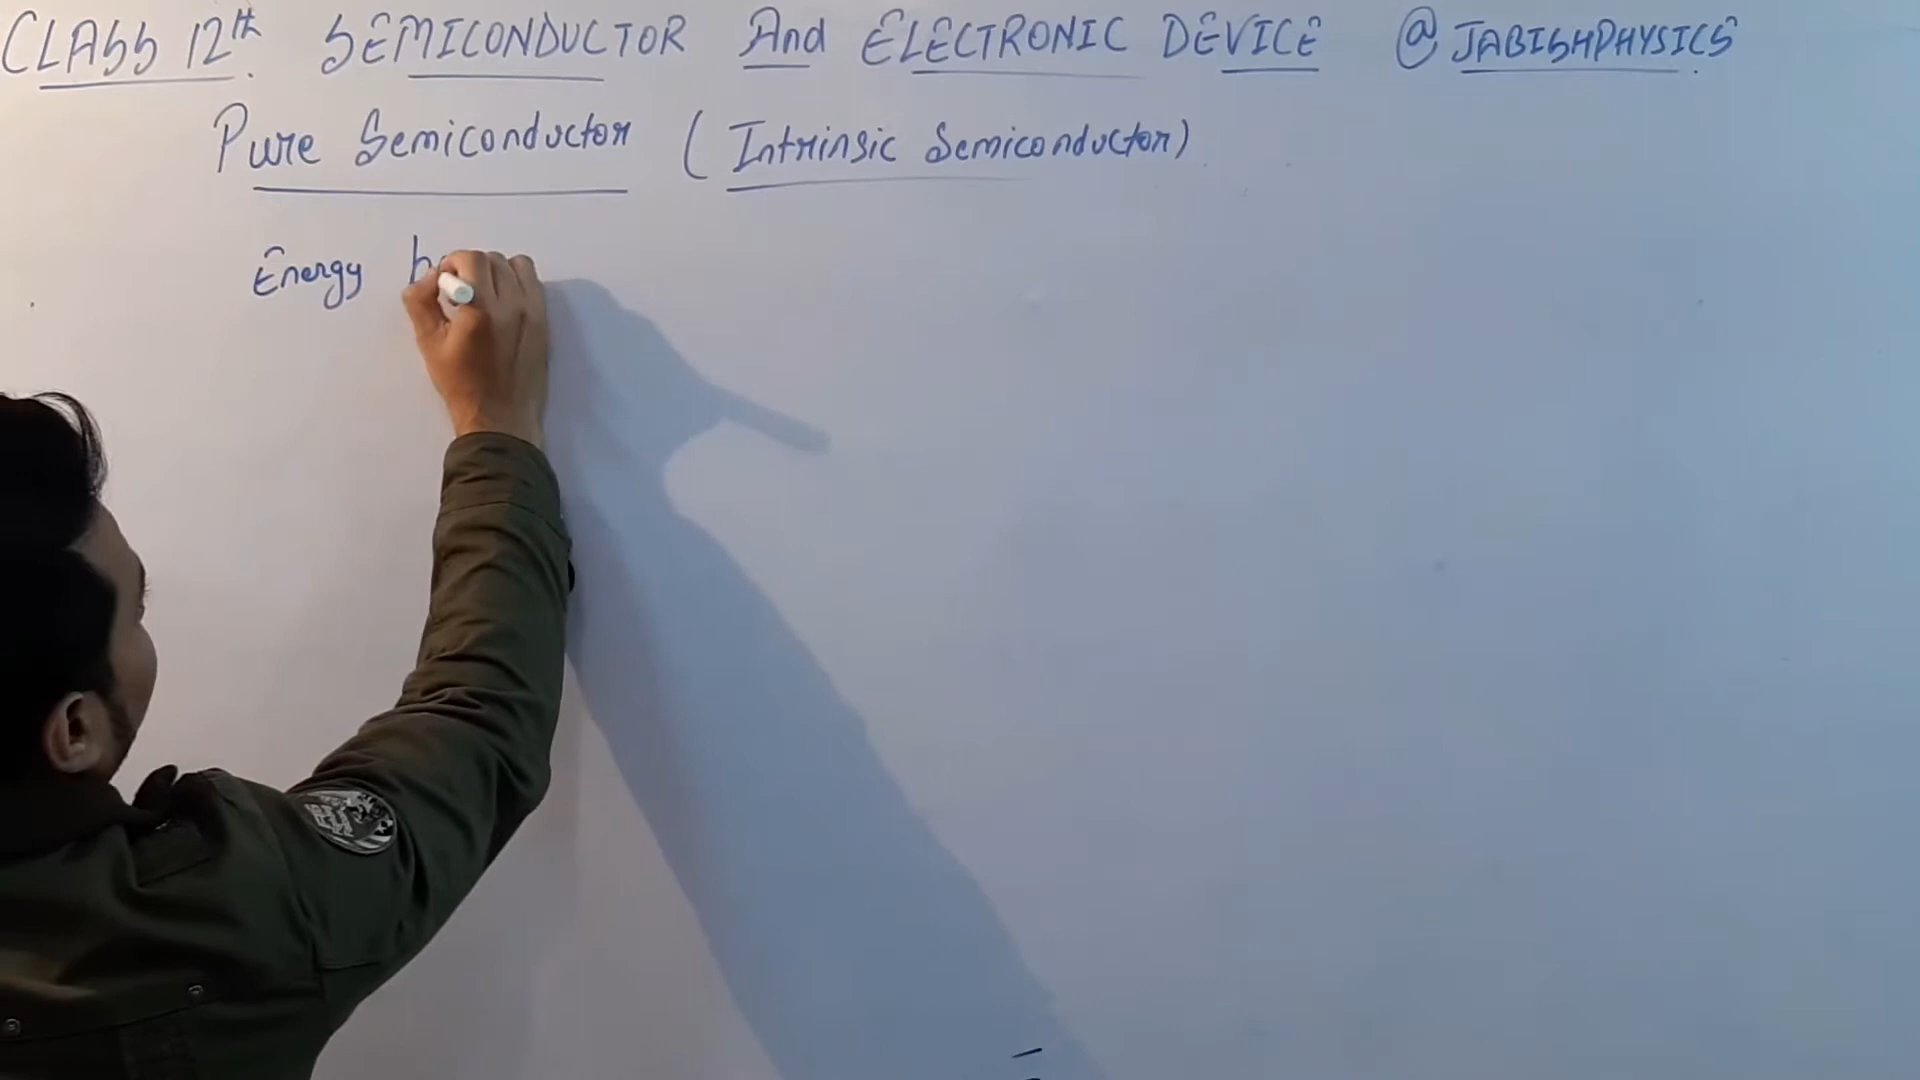 CLASS 12th SEMICONDUCTOR And ELECTRONIC DEVICE @JABISHPHYSICS
Pure Semiconductor (Intrinsic Semiconductor)
Energy